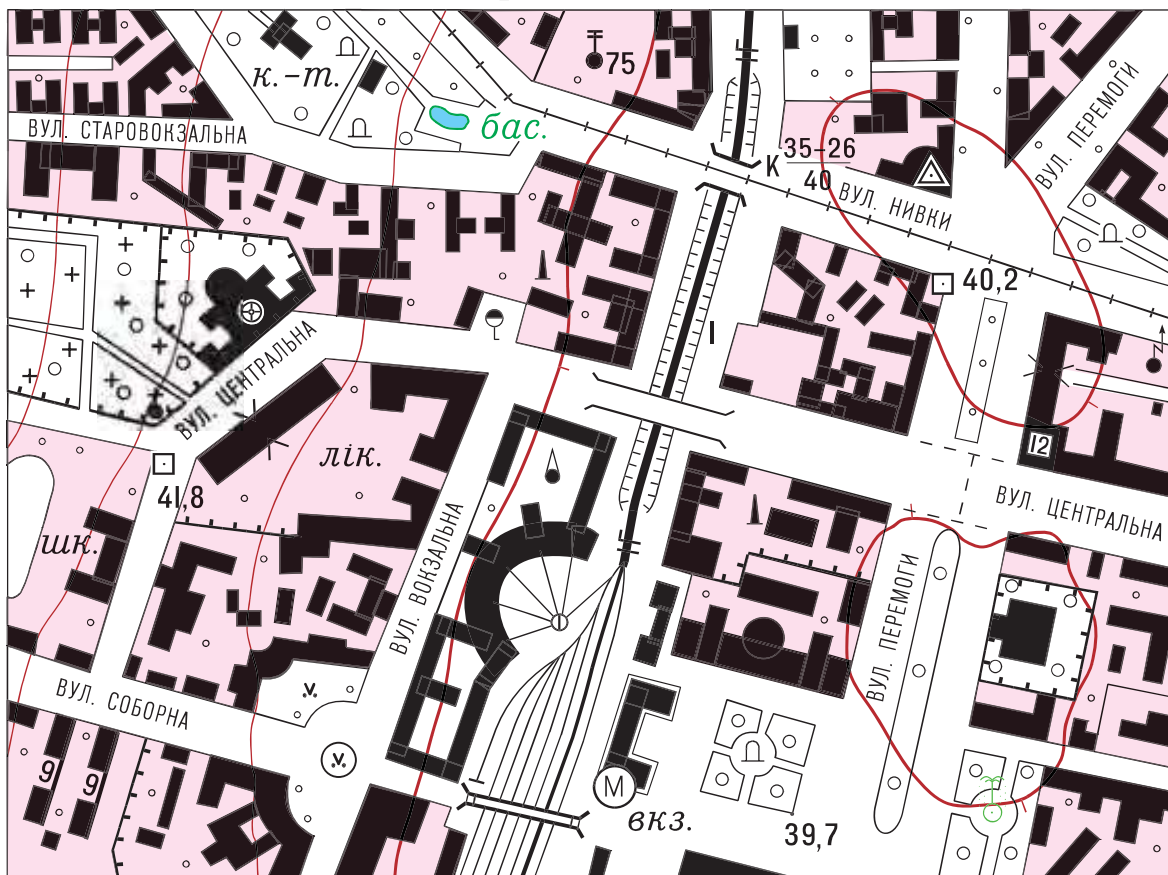 75
к.-т.
бас.
ВУЛ. СТАРОВОКЗАЛЬНА
ВУЛ. ПЕРЕМОГИ
К 35-26
40
ВУЛ. НИВКИ
40,2
І
ВУЛ. ЦЕНТРАЛЬНА
12
лік.
41,8
ВУЛ. ЦЕНТРАЛЬНА
шк.
ВУЛ. ВОКЗАЛЬНА
ВУЛ. ПЕРЕМОГИ
ВУЛ. СОБОРНА
9
9
М
вкз.
39,7